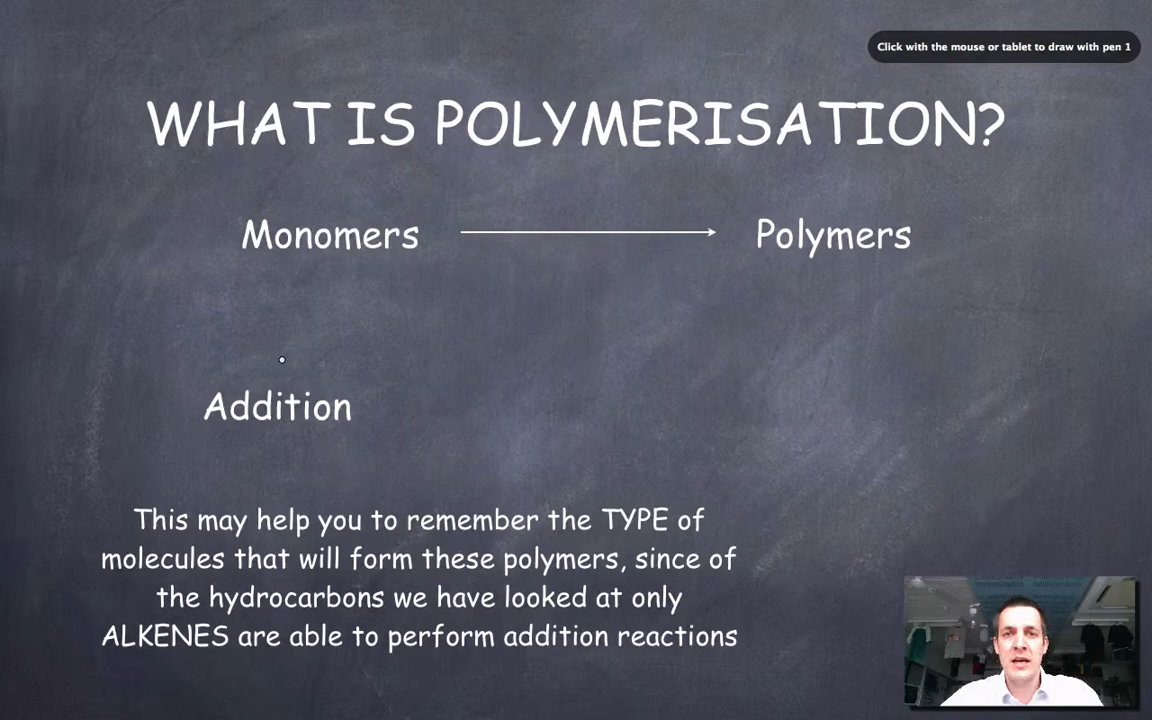 Click with the mouse or tablet to draw with pen 1
WHAT IS POLYMERISATION?
Monomers
Polymers
Addition
This may help you to remember the TYPE of
molecules that will form these polymers, since of
the hydrocarbons we have looked at only
ALKENES are able to perform addition reactions